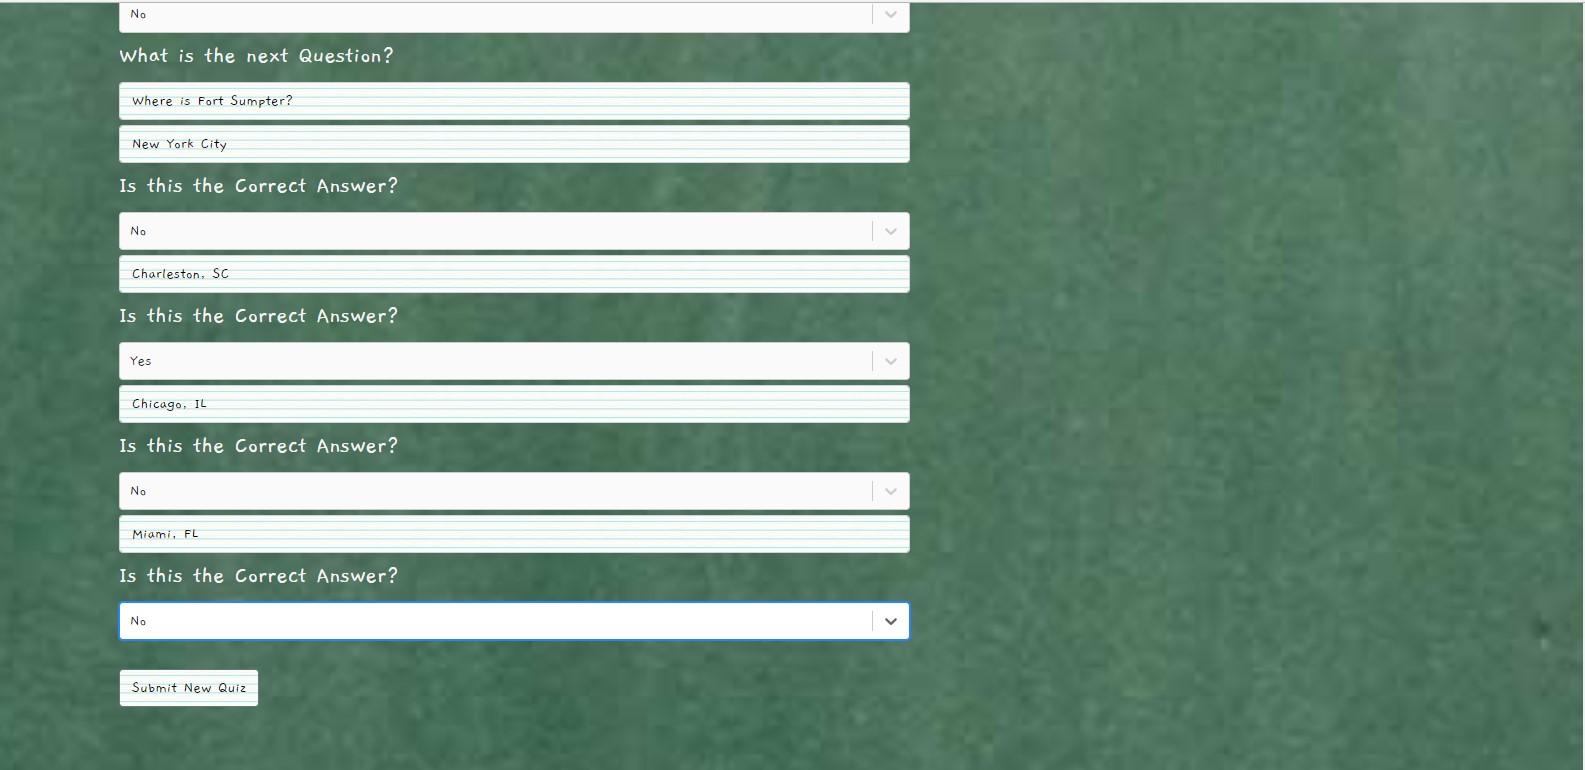 No
What is the next Question?
Where is Fort Sumpter?
New York City
Is this the Correct Answer?
No
Charleston, SC
Is this the Correct Answer?
Yes
Chicago, IL
Is this the Correct Answer?
No
Miami, FL
Is this the Correct Answer?
No
Submit New Quiz